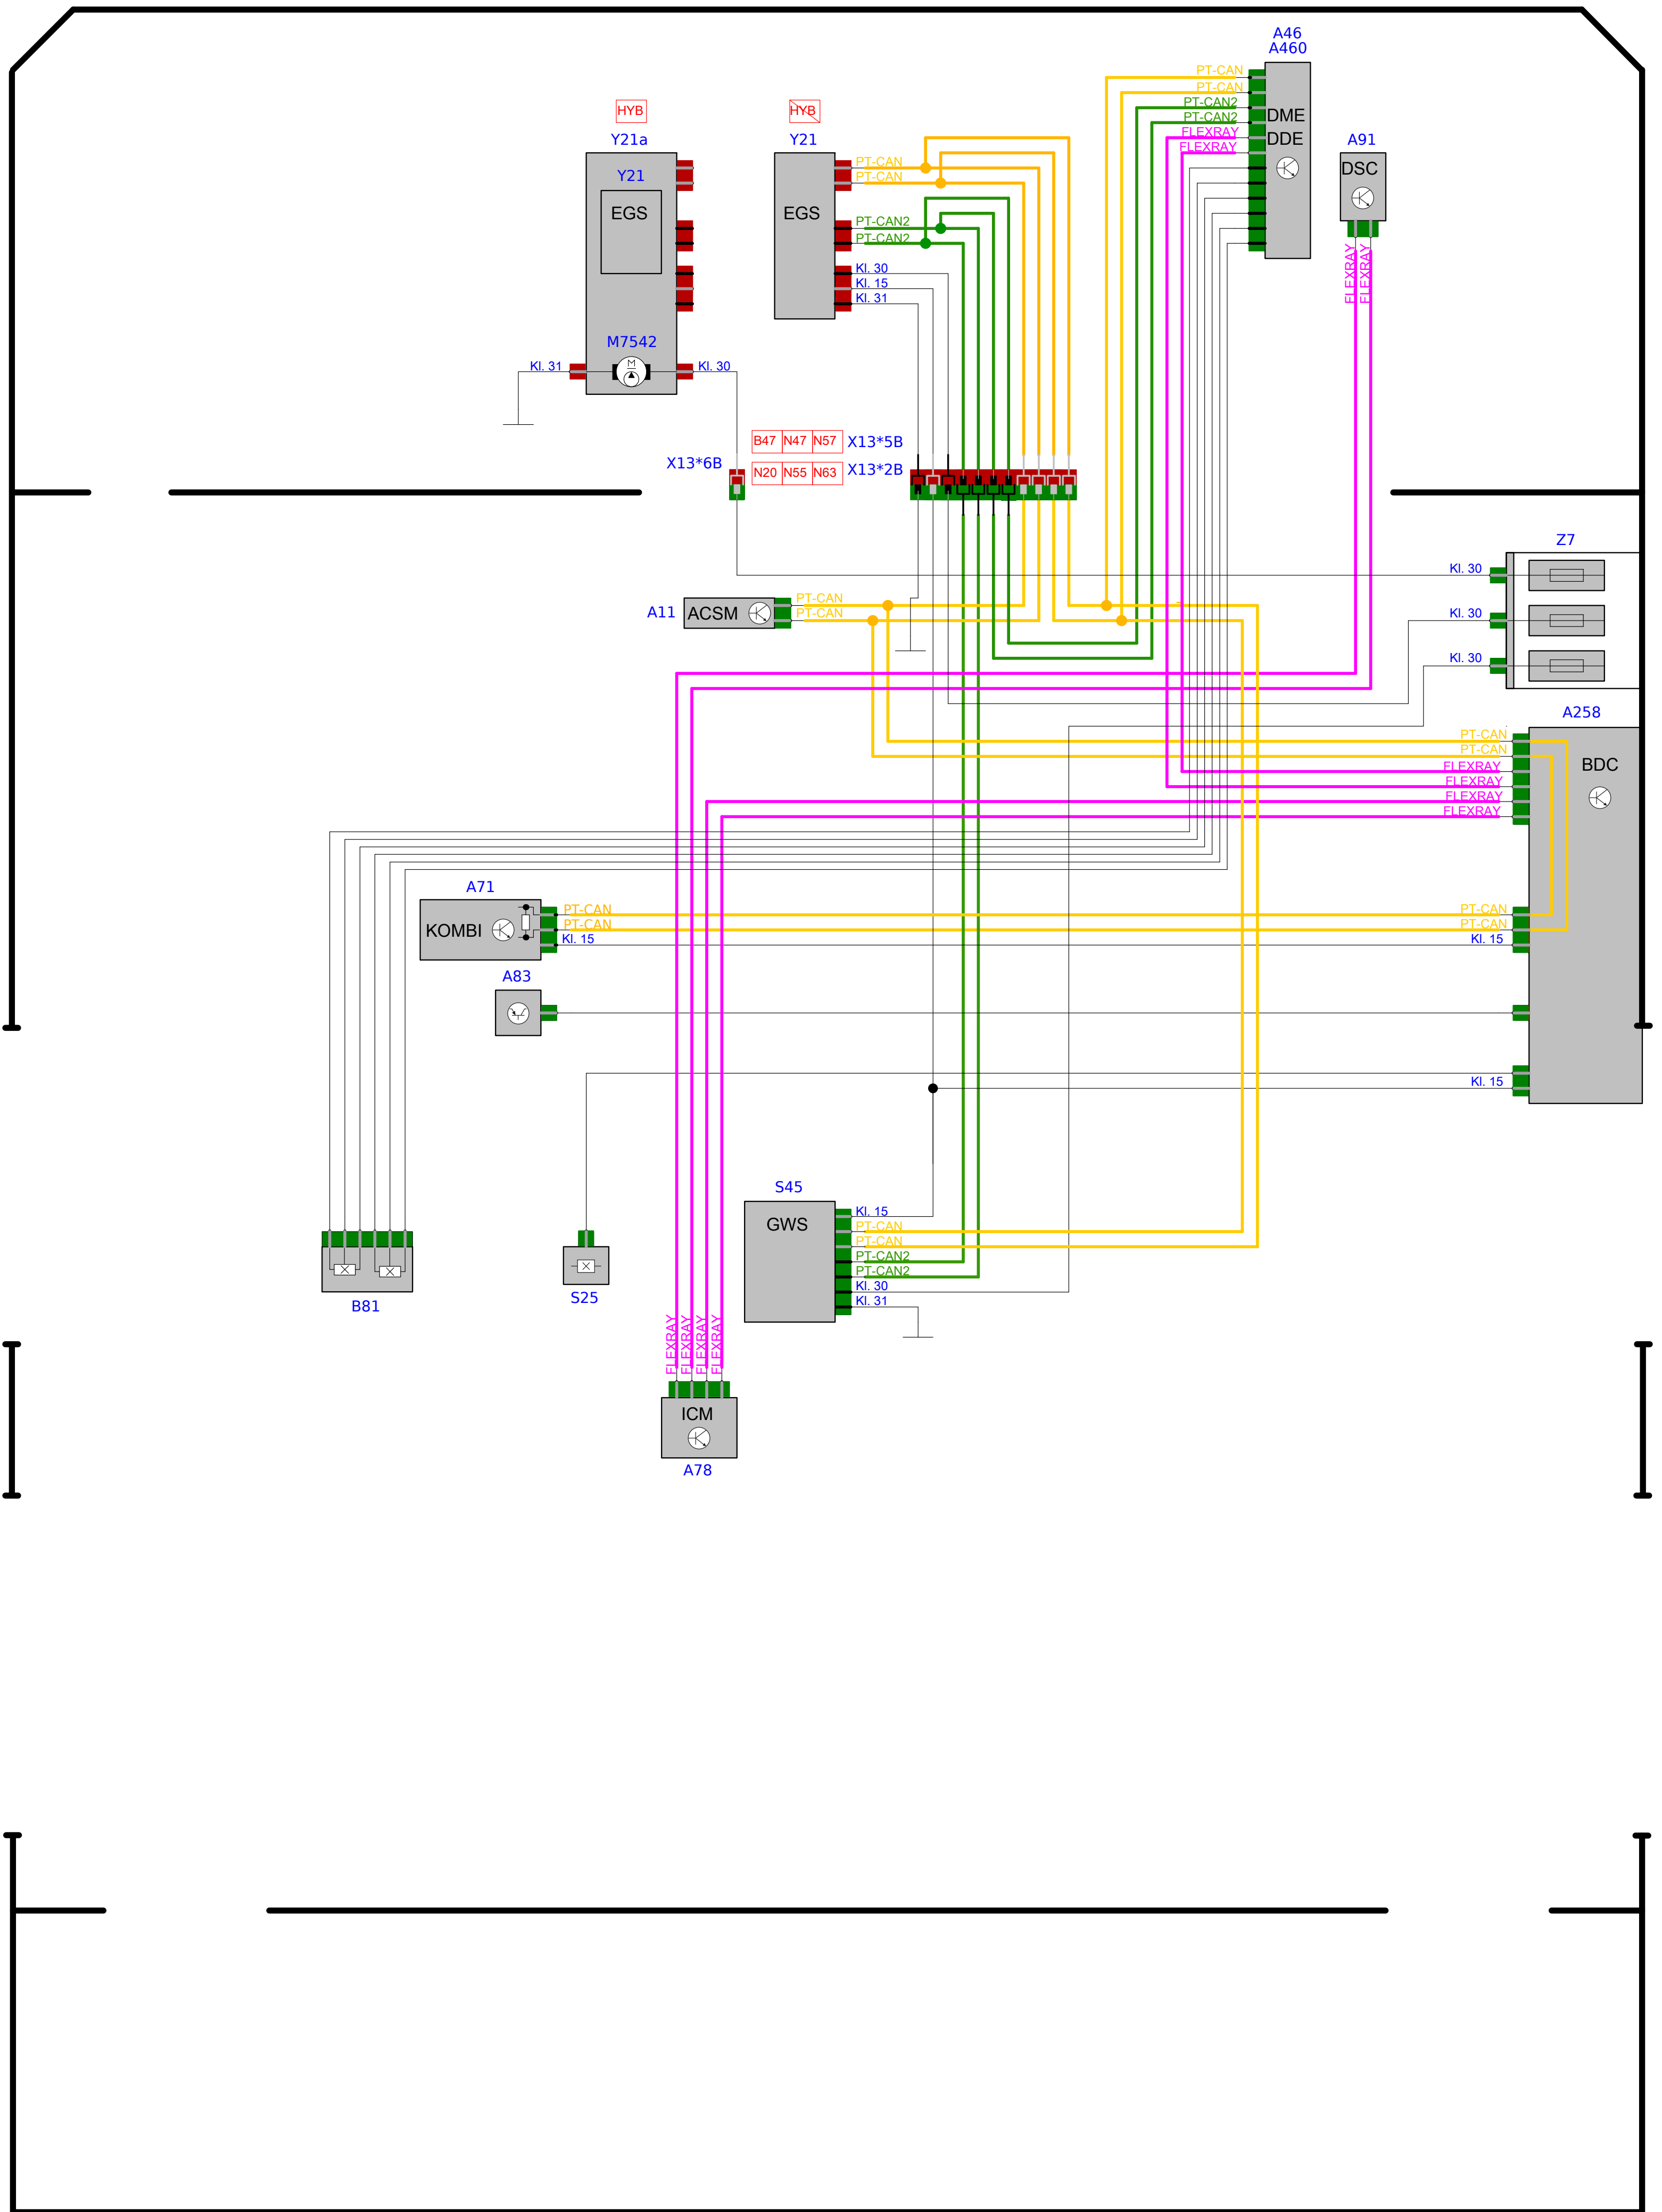 A46
A460
PT-CAN
PT-CAN
PT-CAN2
PT-CAN2
FLEXRAY
FLEXRAY
DME
DDE
A91
DSC
FLEXRAY
FLEXRAY
HYB
Y21a
Y21
EGS
M7542
M
Kl. 31
Kl. 30
HYB
Y21
EGS
PT-CAN
PT-CAN
PT-CAN2
PT-CAN2
Kl. 30
Kl. 15
Kl. 31
X13*6B
B47 N47 N57 X13*5B
N20 N55 N63 X13*2B
Z7
Kl. 30
Kl. 30
Kl. 30
A11
ACSM
PT-CAN
PT-CAN
A258
BDC
PT-CAN
PT-CAN
FLEXRAY
FLEXRAY
FLEXRAY
FLEXRAY
PT-CAN
PT-CAN
Kl. 15
Kl. 15
A71
KOMBI
PT-CAN
PT-CAN
Kl. 15
A83
S45
GWS
Kl. 15
PT-CAN
PT-CAN
PT-CAN2
PT-CAN2
Kl. 30
Kl. 31
B81
S25
FLEXRAY
FLEXRAY
FLEXRAY
FLEXRAY
ICM
A78